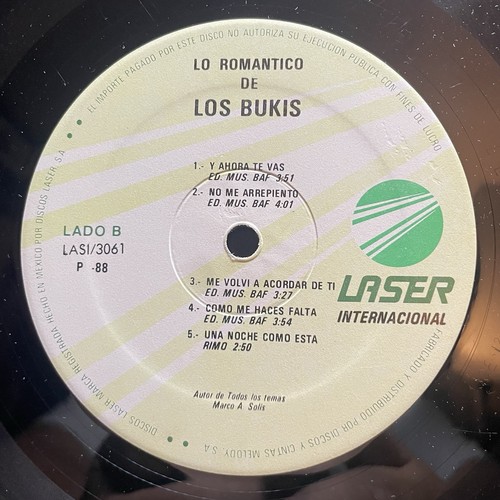 EL IMPORTE PAGADO POR ESTE DISCO NO AUTORIZA SU EJECUCION PUBLICA CON FINES DE LUCRO
LO ROMANTICO
DE
LOS BUKIS
1.- Y AHORA TE VAS
ED. MUS. BAF 3:51
2.- NO ME ARREPIENTO
ED. MUS. BAF 4:01
LADO B
LASI/3061
P -88
3.- ME VOLVI A ACORDAR DE TI
ED. MUS. BAF 3:27
4.- COMO ME HACES FALTA
ED. MUS. BAF 3:54
5.- UNA NOCHE COMO ESTA
RIMO 2:50
LASER
INTERNACIONAL
Autor de Todos los temas
Marco A. Solis
DISCOS LASER MARCA REGISTRADA HECHO EN MEXICO POR DISCOS LASER, S.A.
FABRICADO Y DISTRIBUIDO POR DISCOS Y CINTAS MELODY, S.A.